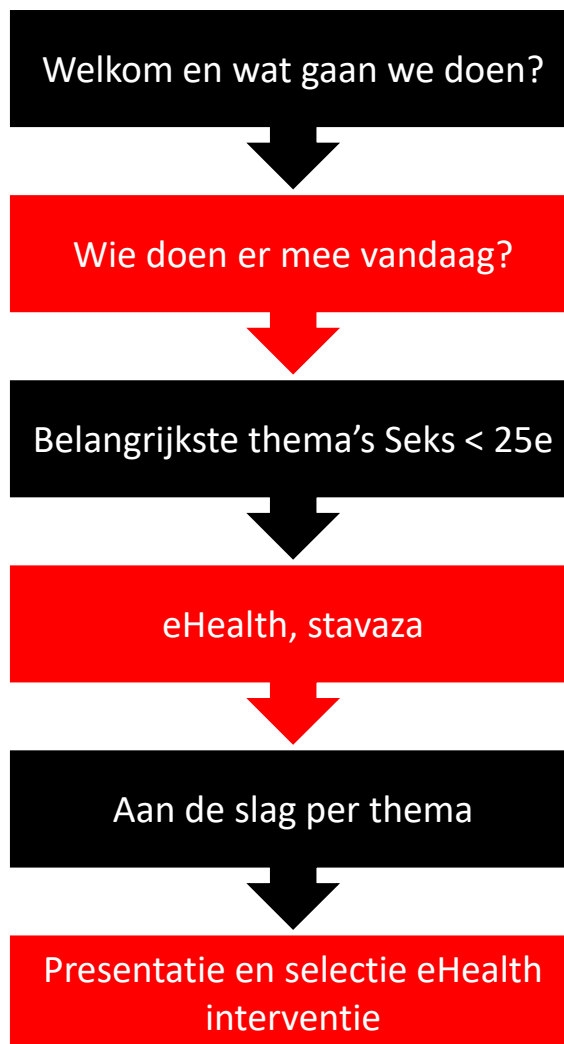 Welkom en wat gaan we doen?
Wie doen er mee vandaag?
Belangrijkste thema’s Seks < 25e
eHealth, stavaza
Aan de slag per thema
Presentatie en selectie eHealth
interventie